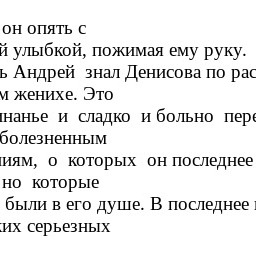 он опять с
й улыбкой, пожимая ему руку.
ь Андрей знал Денисова по рас
м женихе. Это
инанье и сладко и больно пере
болезненным
ниям, о которых он последнее
но которые
были в его душе. В последнее
ких серьезных